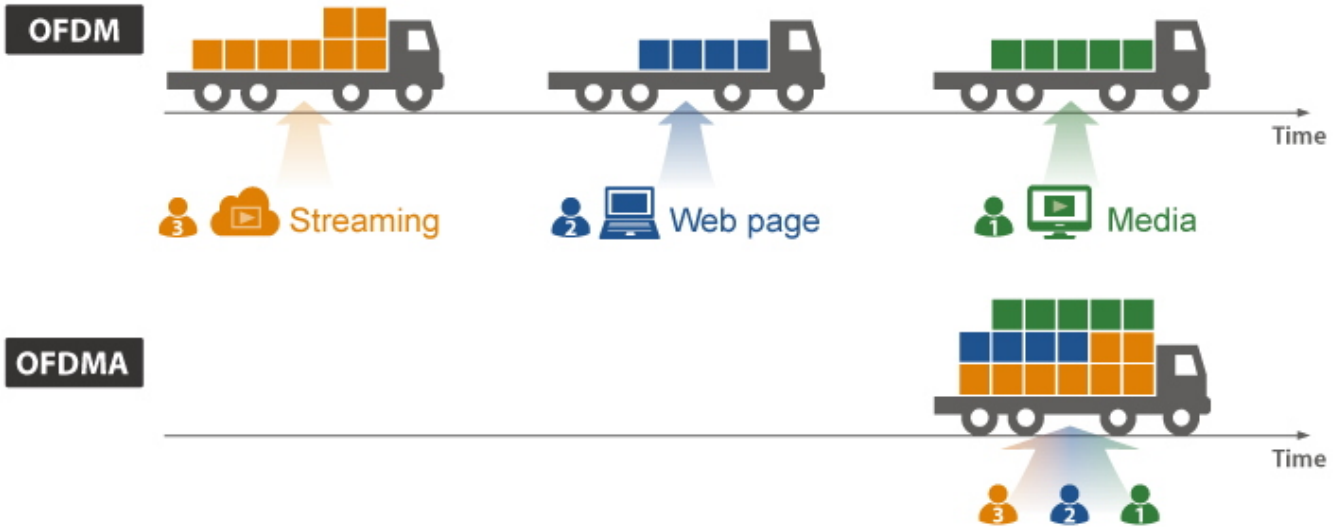 OFDM
Time
3 Streaming
2 Web page
1 Media
OFDMA
Time
3 2 1